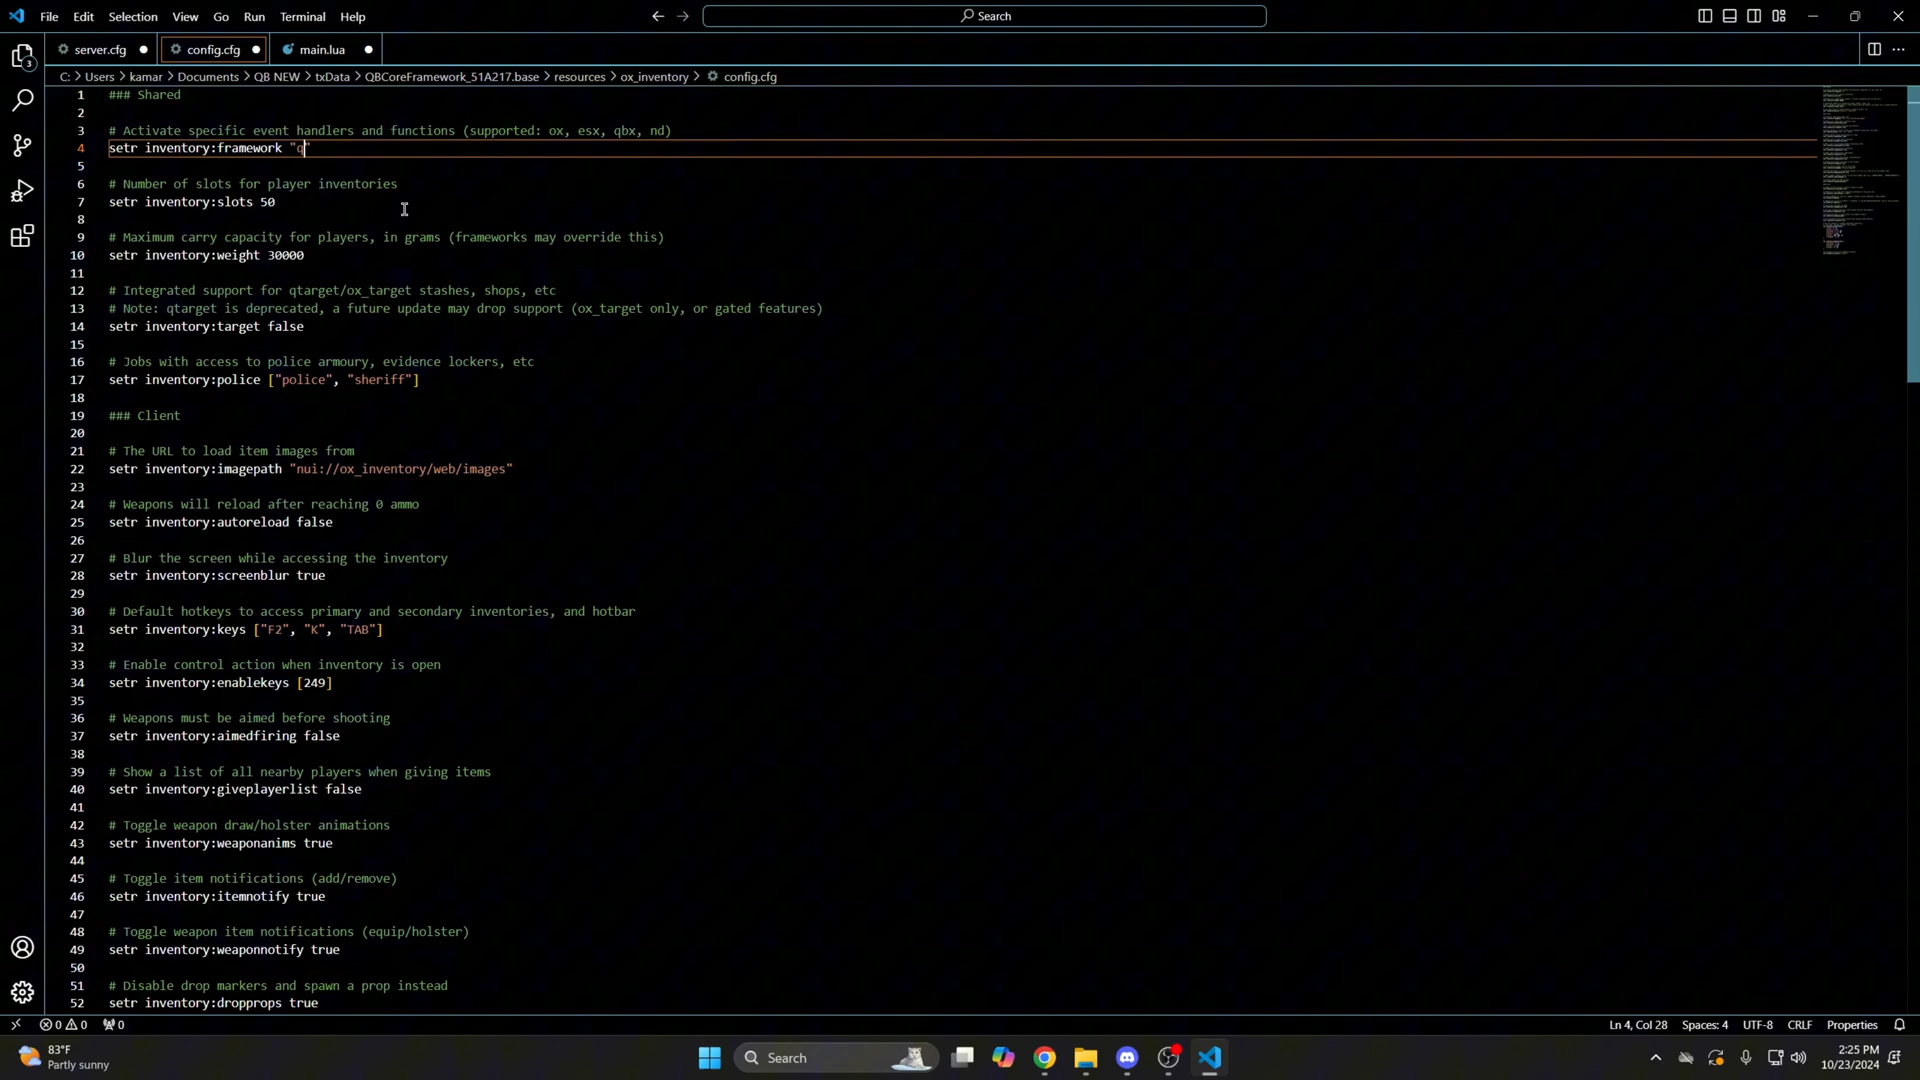 File Edit Selection View Go Run Terminal Help
Search
server.cfg
config.cfg
main.lua
C: > Users > kamar > Documents > QB NEW > txData > QBCoreFramework_51A217.base > resources > ox_inventory > config.cfg
1 ### Shared
2
3 # Activate specific event handlers and functions (supported: ox, esx, qbx, nd)
4 setr inventory:framework "q"
5
6 # Number of slots for player inventories
7 setr inventory:slots 50
8
9 # Maximum carry capacity for players, in grams (frameworks may override this)
10 setr inventory:weight 30000
11
12 # Integrated support for qtarget/ox_target stashes, shops, etc
13 # Note: qtarget is deprecated, a future update may drop support (ox_target only, or gated features)
14 setr inventory:target false
15
16 # Jobs with access to police armoury, evidence lockers, etc
17 setr inventory:police ["police", "sheriff"]
18
19 ### Client
20
21 # The URL to load item images from
22 setr inventory:imagepath "nui://ox_inventory/web/images"
23
24 # Weapons will reload after reaching 0 ammo
25 setr inventory:autoreload false
26
27 # Blur the screen while accessing the inventory
28 setr inventory:screenblur true
29
30 # Default hotkeys to access primary and secondary inventories, and hotbar
31 setr inventory:keys ["F2", "K", "TAB"]
32
33 # Enable control action when inventory is open
34 setr inventory:enablekeys [249]
35
36 # Weapons must be aimed before shooting
37 setr inventory:aimedfiring false
38
39 # Show a list of all nearby players when giving items
40 setr inventory:giveplayerlist false
41
42 # Toggle weapon draw/holster animations
43 setr inventory:weaponanims true
44
45 # Toggle item notifications (add/remove)
46 setr inventory:itemnotify true
47
48 # Toggle weapon item notifications (equip/holster)
49 setr inventory:weaponnotify true
50
51 # Disable drop markers and spawn a prop instead
52 setr inventory:dropprops true
3
0 0 0
Ln 4, Col 28 Spaces: 4 UTF-8 CRLF Properties
83°F
Partly sunny
Search
2:25 PM
10/23/2024